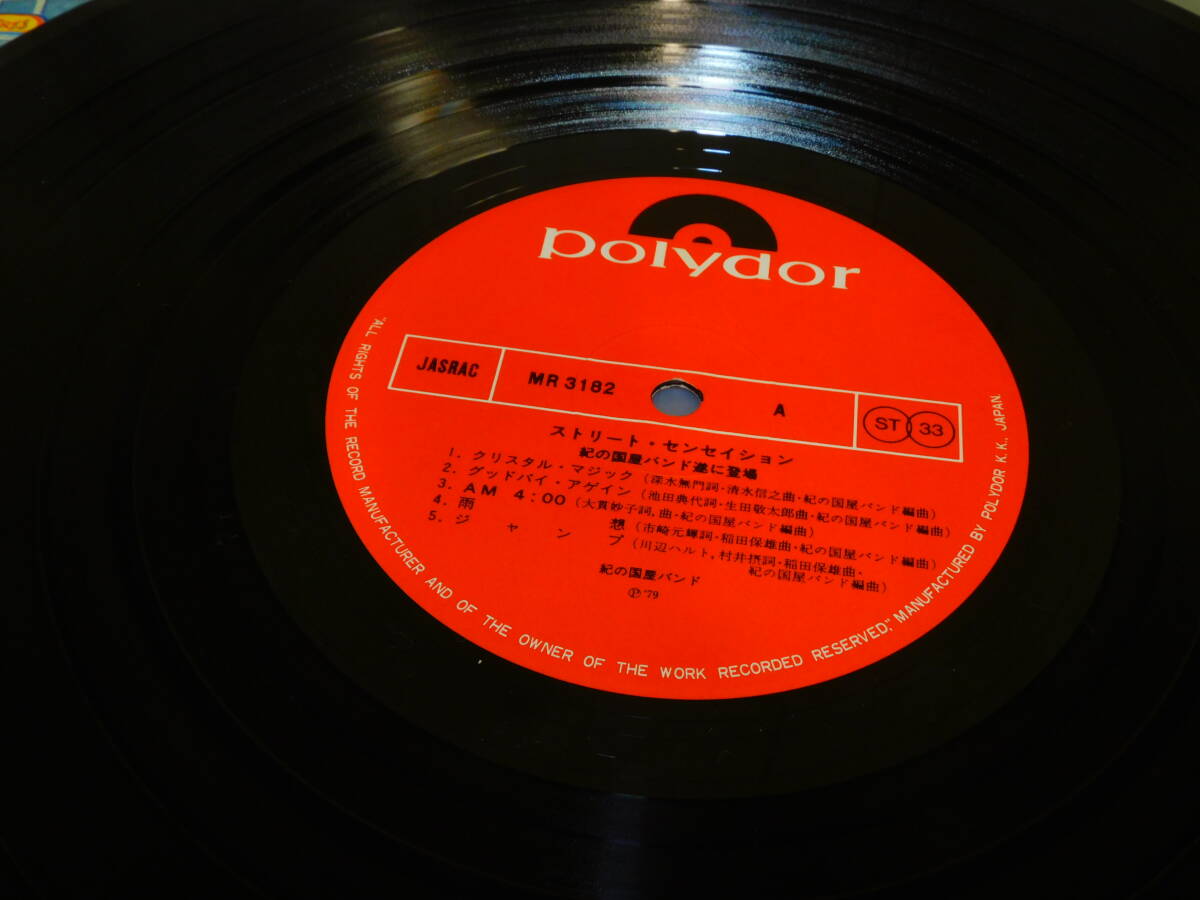 polydor
JASRAC
MR 3182
A
ST 33
ストリート・センセイション
紀の国屋バンド遂に登場
1. クリスタル・マジック(深水無門詞・清水信之曲・紀の国屋バンド編曲)
2. グッドバイ・アゲイン(池田典代詞・生田敬太郎曲・紀の国屋バンド編曲)
3. AM 4:00(大貫妙子詞,曲・紀の国屋バンド編曲)
4. 雨想(市崎元輝詞・稲田保雄曲・紀の国屋バンド編曲)
5. ジャンプ(川辺ハルト,村井摂詞・稲田保雄曲・
紀の国屋バンド編曲)
紀の国屋バンド
Ⓟ '79
"ALL RIGHTS OF THE RECORD MANUFACTURER AND OF THE OWNER OF THE WORK RECORDED RESERVED," MANUFACTURED BY POLYDOR K.K., JAPAN.